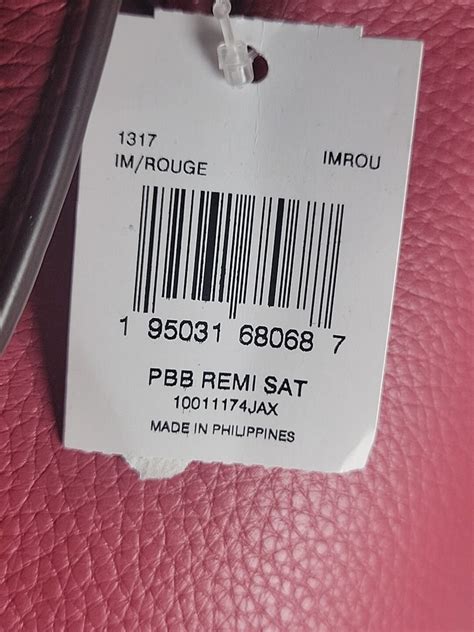 1317
IM/ROUGE IMROU
1 95031 68068 7
PBB REMI SAT
10011174JAX
MADE IN PHILIPPINES